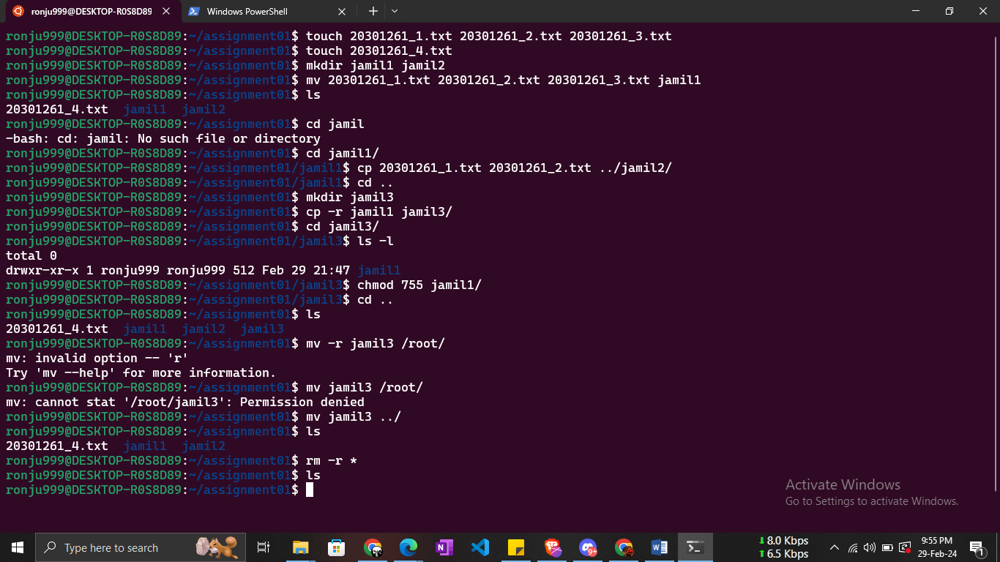 ronju999@DESKTOP-R0S8D89
Windows PowerShell
ronju999@DESKTOP-R0S8D89:~/assignment01$ touch 20301261_1.txt 20301261_2.txt 20301261_3.txt
ronju999@DESKTOP-R0S8D89:~/assignment01$ touch 20301261_4.txt
ronju999@DESKTOP-R0S8D89:~/assignment01$ mkdir jamil1 jamil2
ronju999@DESKTOP-R0S8D89:~/assignment01$ mv 20301261_1.txt 20301261_2.txt 20301261_3.txt jamil1
ronju999@DESKTOP-R0S8D89:~/assignment01$ ls
20301261_4.txt  jamil1  jamil2
ronju999@DESKTOP-R0S8D89:~/assignment01$ cd jamil
-bash: cd: jamil: No such file or directory
ronju999@DESKTOP-R0S8D89:~/assignment01$ cd jamil1/
ronju999@DESKTOP-R0S8D89:~/assignment01/jamil1$ cp 20301261_1.txt 20301261_2.txt ../jamil2/
ronju999@DESKTOP-R0S8D89:~/assignment01/jamil1$ cd ..
ronju999@DESKTOP-R0S8D89:~/assignment01$ mkdir jamil3
ronju999@DESKTOP-R0S8D89:~/assignment01$ cp -r jamil1 jamil3/
ronju999@DESKTOP-R0S8D89:~/assignment01$ cd jamil3/
ronju999@DESKTOP-R0S8D89:~/assignment01/jamil3$ ls -l
total 0
drwxr-xr-x 1 ronju999 ronju999 512 Feb 29 21:47 jamil1
ronju999@DESKTOP-R0S8D89:~/assignment01/jamil3$ chmod 755 jamil1/
ronju999@DESKTOP-R0S8D89:~/assignment01/jamil3$ cd ..
ronju999@DESKTOP-R0S8D89:~/assignment01$ ls
20301261_4.txt  jamil1  jamil2  jamil3
ronju999@DESKTOP-R0S8D89:~/assignment01$ mv -r jamil3 /root/
mv: invalid option -- 'r'
Try 'mv --help' for more information.
ronju999@DESKTOP-R0S8D89:~/assignment01$ mv jamil3 /root/
mv: cannot stat '/root/jamil3': Permission denied
ronju999@DESKTOP-R0S8D89:~/assignment01$ mv jamil3 ../
ronju999@DESKTOP-R0S8D89:~/assignment01$ ls
20301261_4.txt  jamil1  jamil2
ronju999@DESKTOP-R0S8D89:~/assignment01$ rm -r *
ronju999@DESKTOP-R0S8D89:~/assignment01$ ls
ronju999@DESKTOP-R0S8D89:~/assignment01$
Activate Windows
Go to Settings to activate Windows.
Type here to search
9+
8.0 Kbps
6.5 Kbps
9:55 PM
29-Feb-24
1